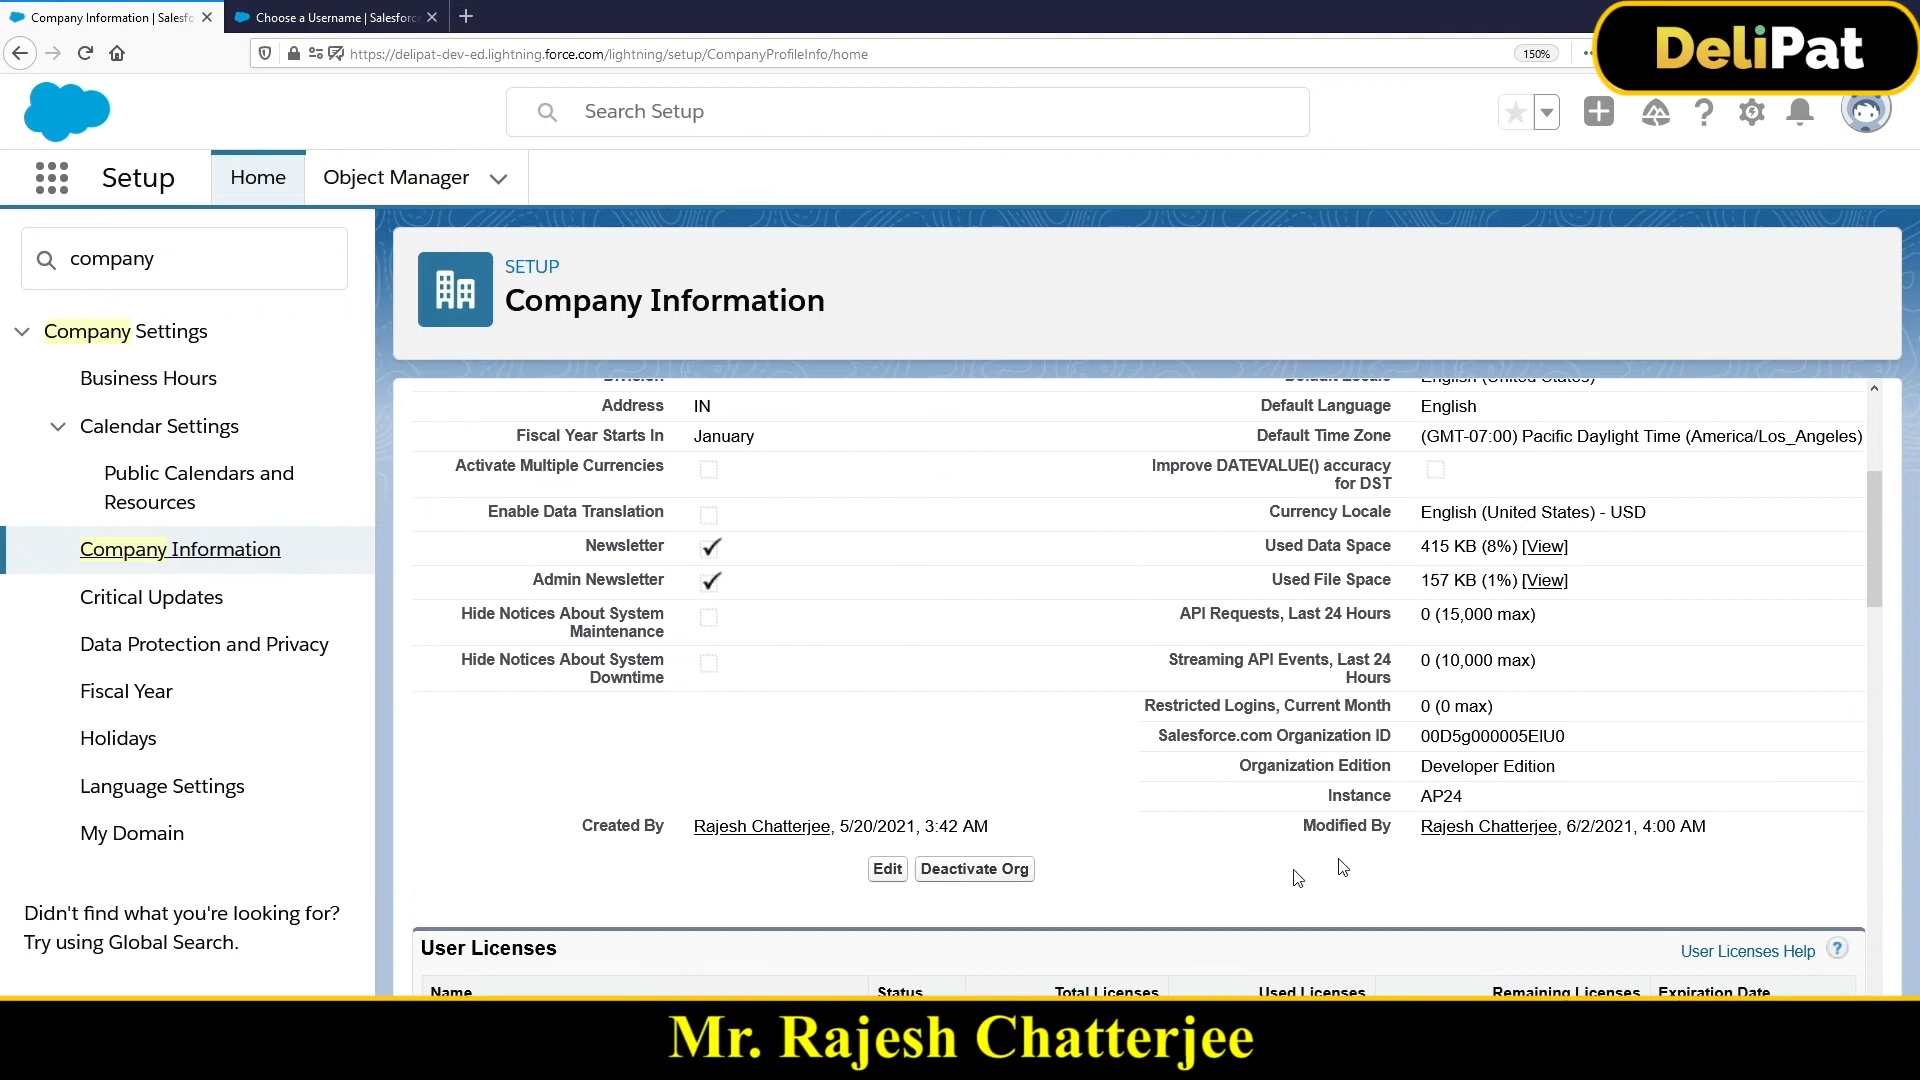 Company Information | Salesfo
Choose a Username | Salesforc
https://delipat-dev-ed.lightning.force.com/lightning/setup/CompanyProfileInfo/home
150%
DeliPat
Search Setup
Setup
Home
Object Manager
company
Company Settings
Business Hours
Calendar Settings
Public Calendars and
Resources
Company Information
Critical Updates
Data Protection and Privacy
Fiscal Year
Holidays
Language Settings
My Domain
Didn't find what you're looking for?
Try using Global Search.
SETUP
Company Information
Division
Default Locale English (United States)
Address IN
Default Language English
Fiscal Year Starts In January
Default Time Zone (GMT-07:00) Pacific Daylight Time (America/Los_Angeles)
Activate Multiple Currencies
Improve DATEVALUE() accuracy
for DST
Enable Data Translation
Currency Locale English (United States) - USD
Newsletter
Used Data Space 415 KB (8%) [View]
Admin Newsletter
Used File Space 157 KB (1%) [View]
Hide Notices About System
Maintenance
API Requests, Last 24 Hours 0 (15,000 max)
Hide Notices About System
Downtime
Streaming API Events, Last 24
Hours
0 (10,000 max)
Restricted Logins, Current Month 0 (0 max)
Salesforce.com Organization ID 00D5g000005EIU0
Organization Edition Developer Edition
Instance AP24
Created By Rajesh Chatterjee, 5/20/2021, 3:42 AM
Modified By Rajesh Chatterjee, 6/2/2021, 4:00 AM
Edit
Deactivate Org
User Licenses
User Licenses Help ?
Name Status Total Licenses Used Licenses Remaining Licenses Expiration Date
Mr. Rajesh Chatterjee